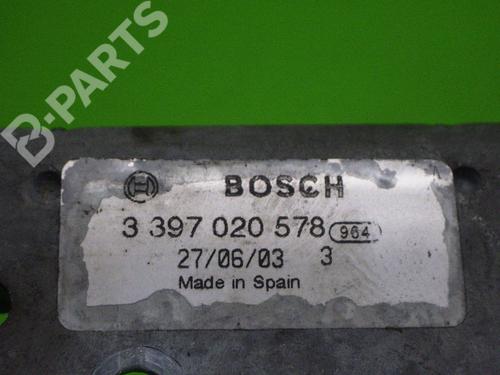 B-PARTS
BOSCH
3 397 020 578 964
27/06/03 3
Made in Spain